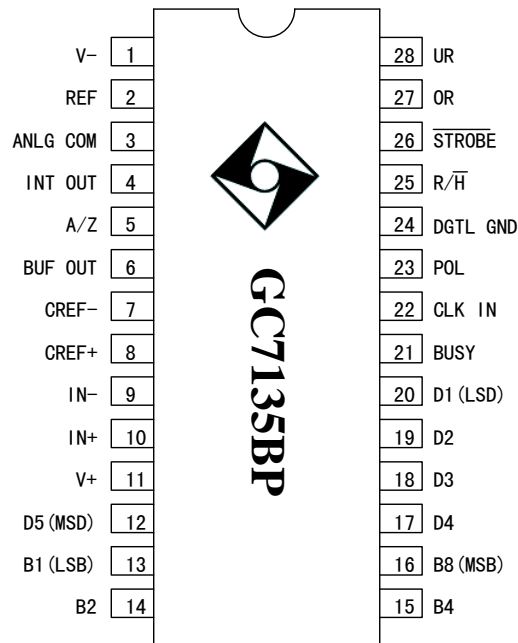 V- 1 28 UR
REF 2 27 OR
ANLG COM 3 26 STROBE
INT OUT 4 25 R/H
A/Z 5 24 DGTL GND
BUF OUT 6 23 POL
CREF- 7 22 CLK IN
CREF+ 8 21 BUSY
IN- 9 20 D1(LSD)
IN+ 10 19 D2
V+ 11 18 D3
D5(MSD) 12 17 D4
B1(LSB) 13 16 B8(MSB)
B2 14 15 B4
GC7135BP